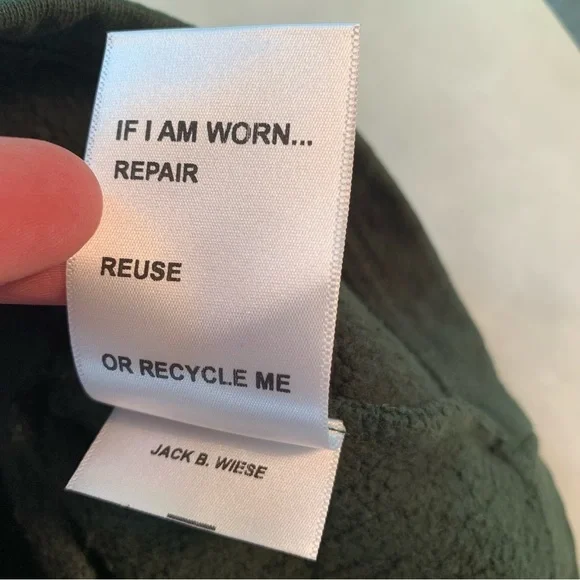 IF I AM WORN...
REPAIR
REUSE
OR RECYCLE ME
JACK B. WIESE